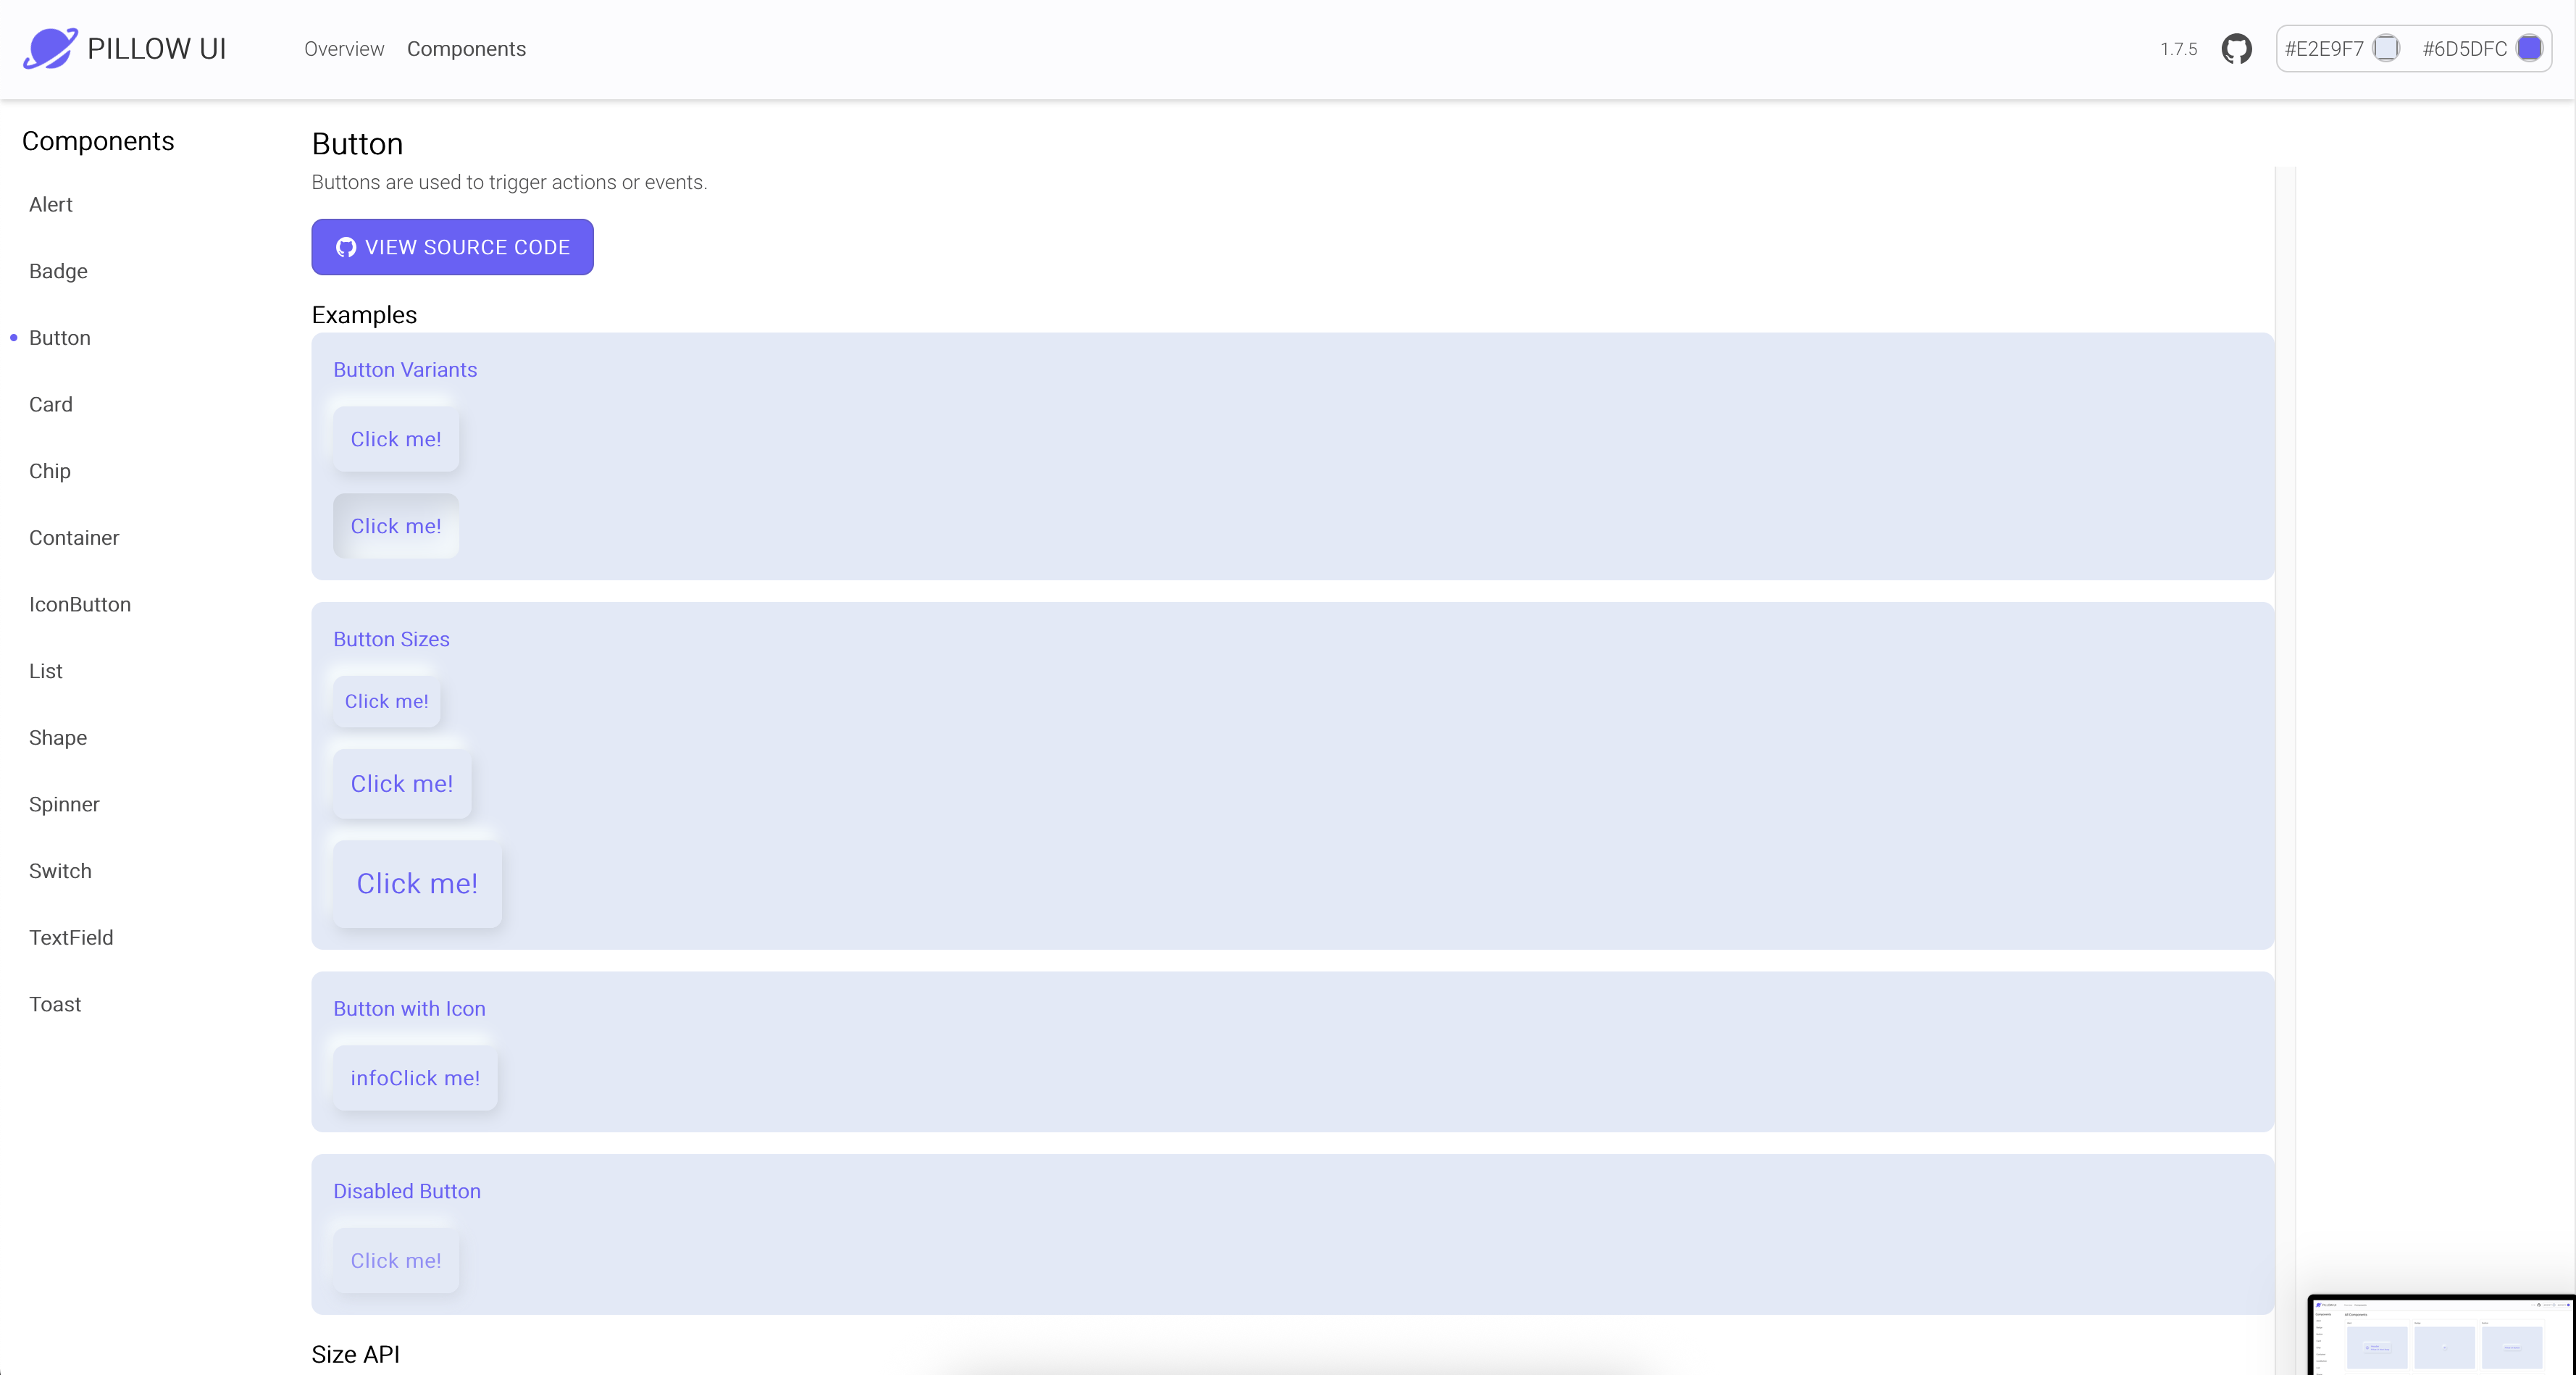 PILLOW UI
Overview
Components
1.7.5
#E2E9F7
#6D5DFC
Components
Alert
Badge
Button
Card
Chip
Container
IconButton
List
Shape
Spinner
Switch
TextField
Toast
Button
Buttons are used to trigger actions or events.
VIEW SOURCE CODE
Examples
Button Variants
Click me!
Click me!
Button Sizes
Click me!
Click me!
Click me!
Button with Icon
infoClick me!
Disabled Button
Click me!
Size API